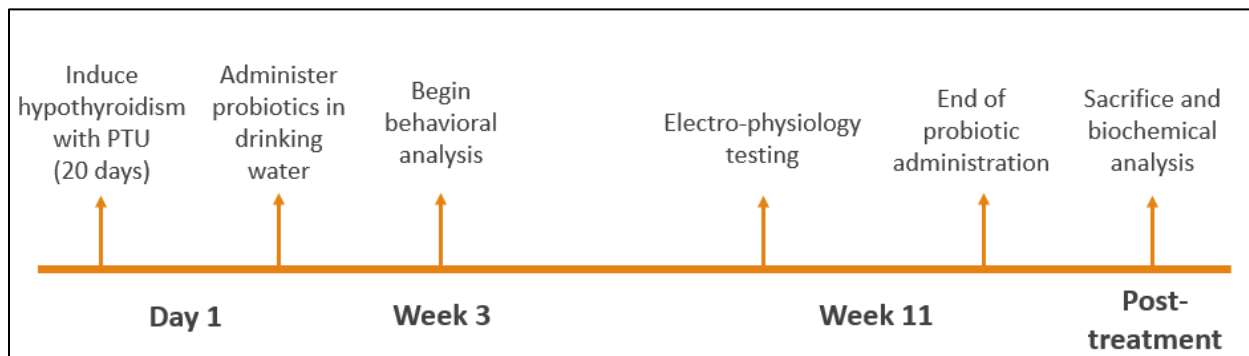 Induce
hypothyroidism
with PTU
(20 days)
Administer
probiotics in
drinking
water
Begin
behavioral
analysis
Electro-physiology
testing
End of
probiotic
administration
Sacrifice and
biochemical
analysis
Day 1
Week 3
Week 11
Post-
treatment